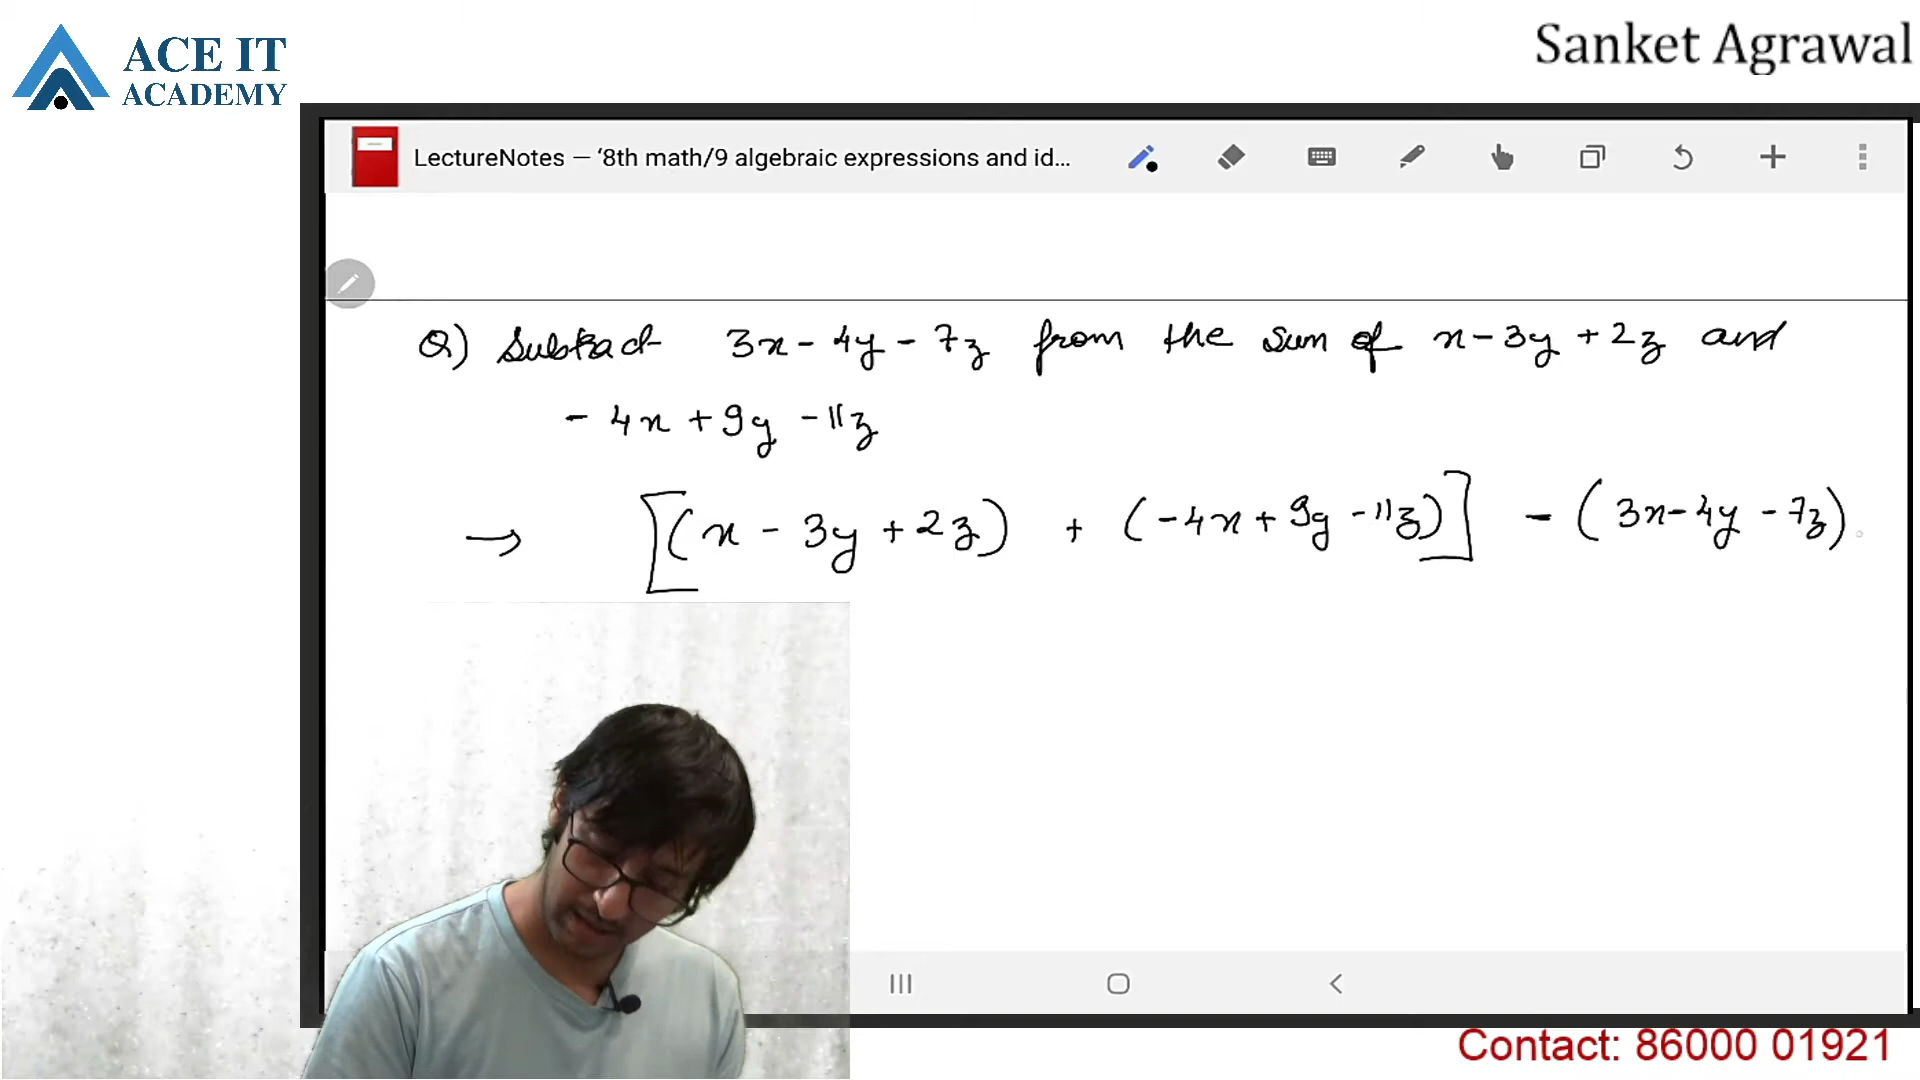 ACE IT
ACADEMY
Sanket Agrawal
LectureNotes — ‘8th math/9 algebraic expressions and id...
Q) Subtract 3x - 4y - 7z from the sum of x - 3y + 2z and
- 4x + 9y - 11z
→ [(x - 3y + 2z) + (-4x + 9y - 11z)] - (3x - 4y - 7z)
Contact: 86000 01921